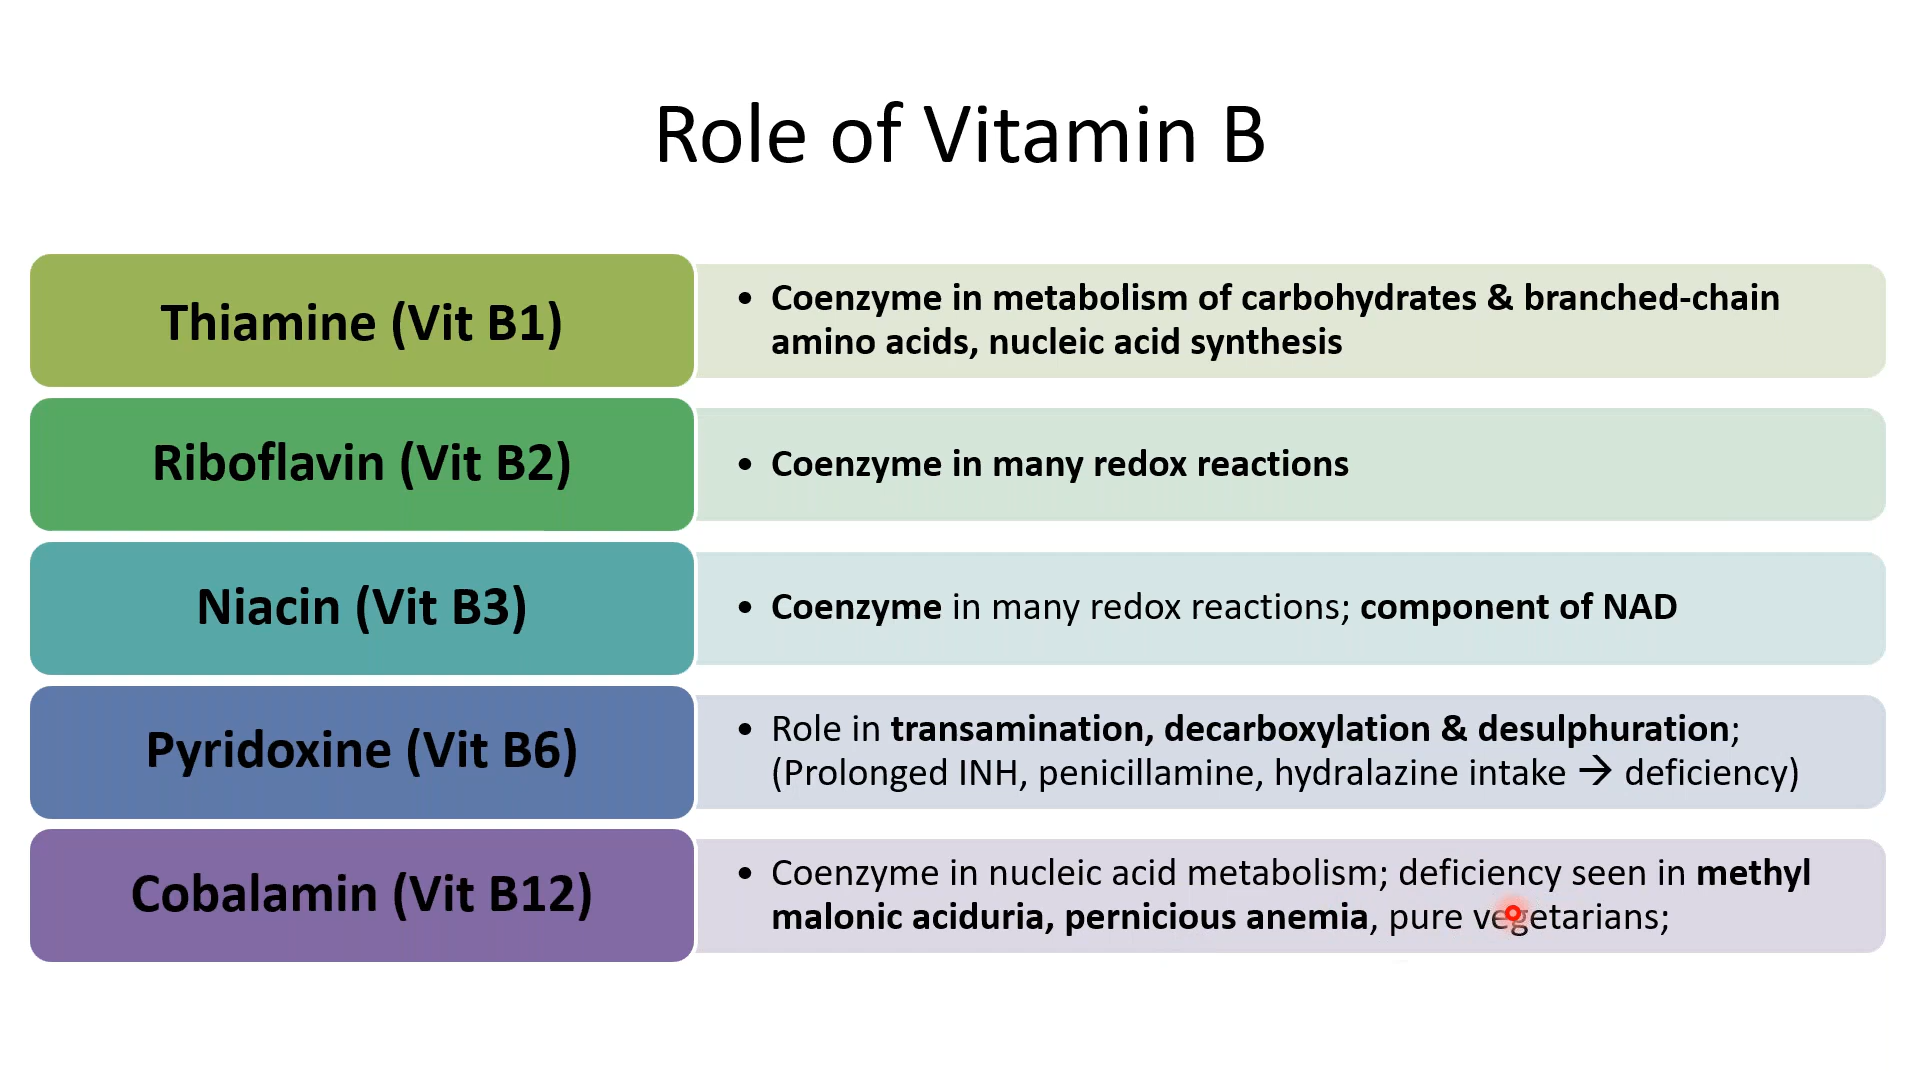 Role of Vitamin B
Thiamine (Vit B1)
• Coenzyme in metabolism of carbohydrates & branched-chain
amino acids, nucleic acid synthesis
Riboflavin (Vit B2)
• Coenzyme in many redox reactions
Niacin (Vit B3)
• Coenzyme in many redox reactions; component of NAD
Pyridoxine (Vit B6)
• Role in transamination, decarboxylation & desulphuration;
(Prolonged INH, penicillamine, hydralazine intake → deficiency)
Cobalamin (Vit B12)
• Coenzyme in nucleic acid metabolism; deficiency seen in methyl
malonic aciduria, pernicious anemia, pure vegetarians;